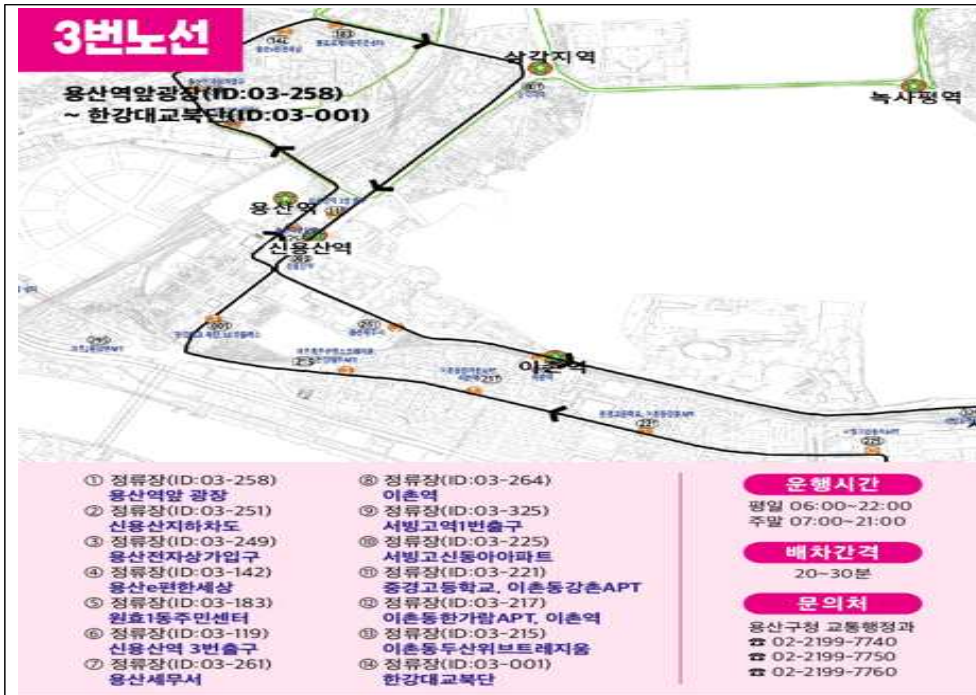 3번노선
용산역앞광장(ID:03-258)
~ 한강대교북단(ID:03-001)
삼각지역
녹사평역
용산역
신용산역
이촌역
142
183
001
251
215
217
221
225
① 정류장(ID:03-258)
용산역앞 광장
② 정류장(ID:03-251)
신용산지하차도
③ 정류장(ID:03-249)
용산전자상가입구
④ 정류장(ID:03-142)
용산e편한세상
⑤ 정류장(ID:03-183)
원효1동주민센터
⑥ 정류장(ID:03-119)
신용산역 3번출구
⑦ 정류장(ID:03-261)
용산세무서
⑧ 정류장(ID:03-264)
이촌역
⑨ 정류장(ID:03-325)
서빙고역1번출구
⑩ 정류장(ID:03-225)
서빙고신동아아파트
⑪ 정류장(ID:03-221)
중경고등학교, 이촌동강촌APT
⑫ 정류장(ID:03-217)
이촌동한가람APT, 이촌역
⑬ 정류장(ID:03-215)
이촌동두산위브트레지움
⑭ 정류장(ID:03-001)
한강대교북단
운행시간
평일 06:00~22:00
주말 07:00~21:00
배차간격
20~30분
문의처
용산구청 교통행정과
☎ 02-2199-7740
☎ 02-2199-7750
☎ 02-2199-7760